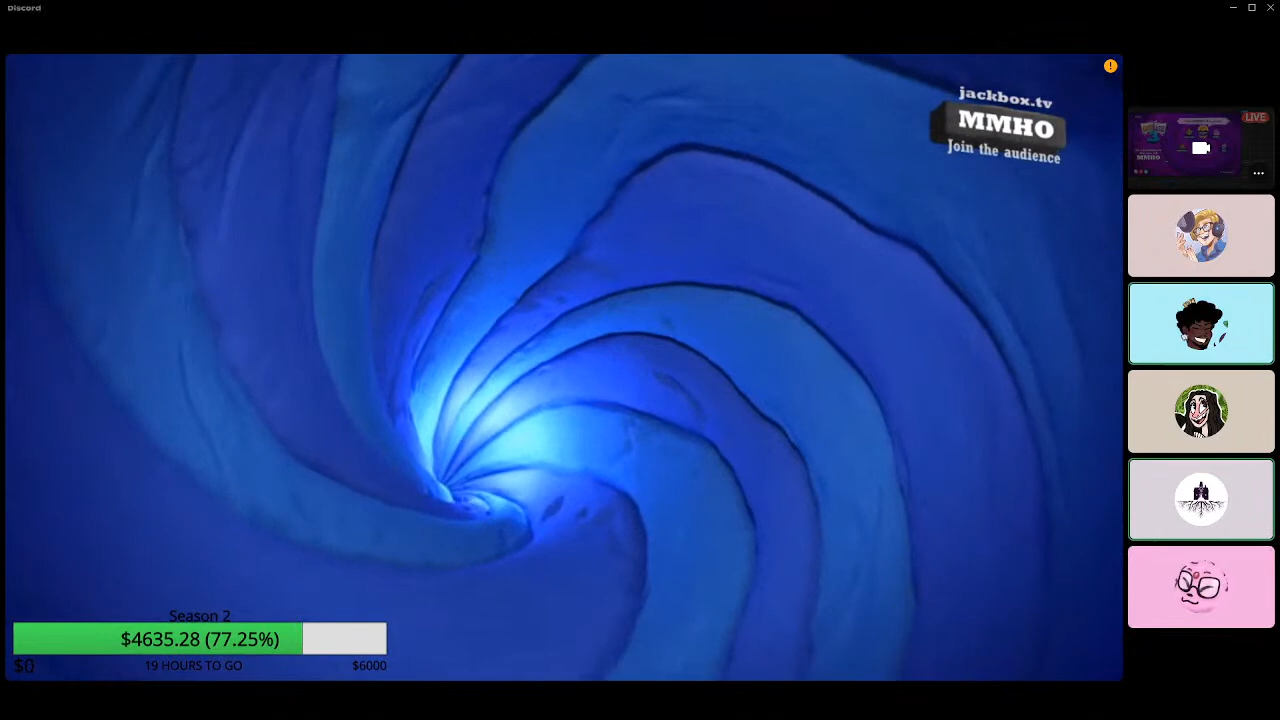 Discord
jackbox.tv
MMHO
Join the audience
LIVE
MMHO
Season 2
$4635.28 (77.25%)
$0
19 HOURS TO GO
$6000